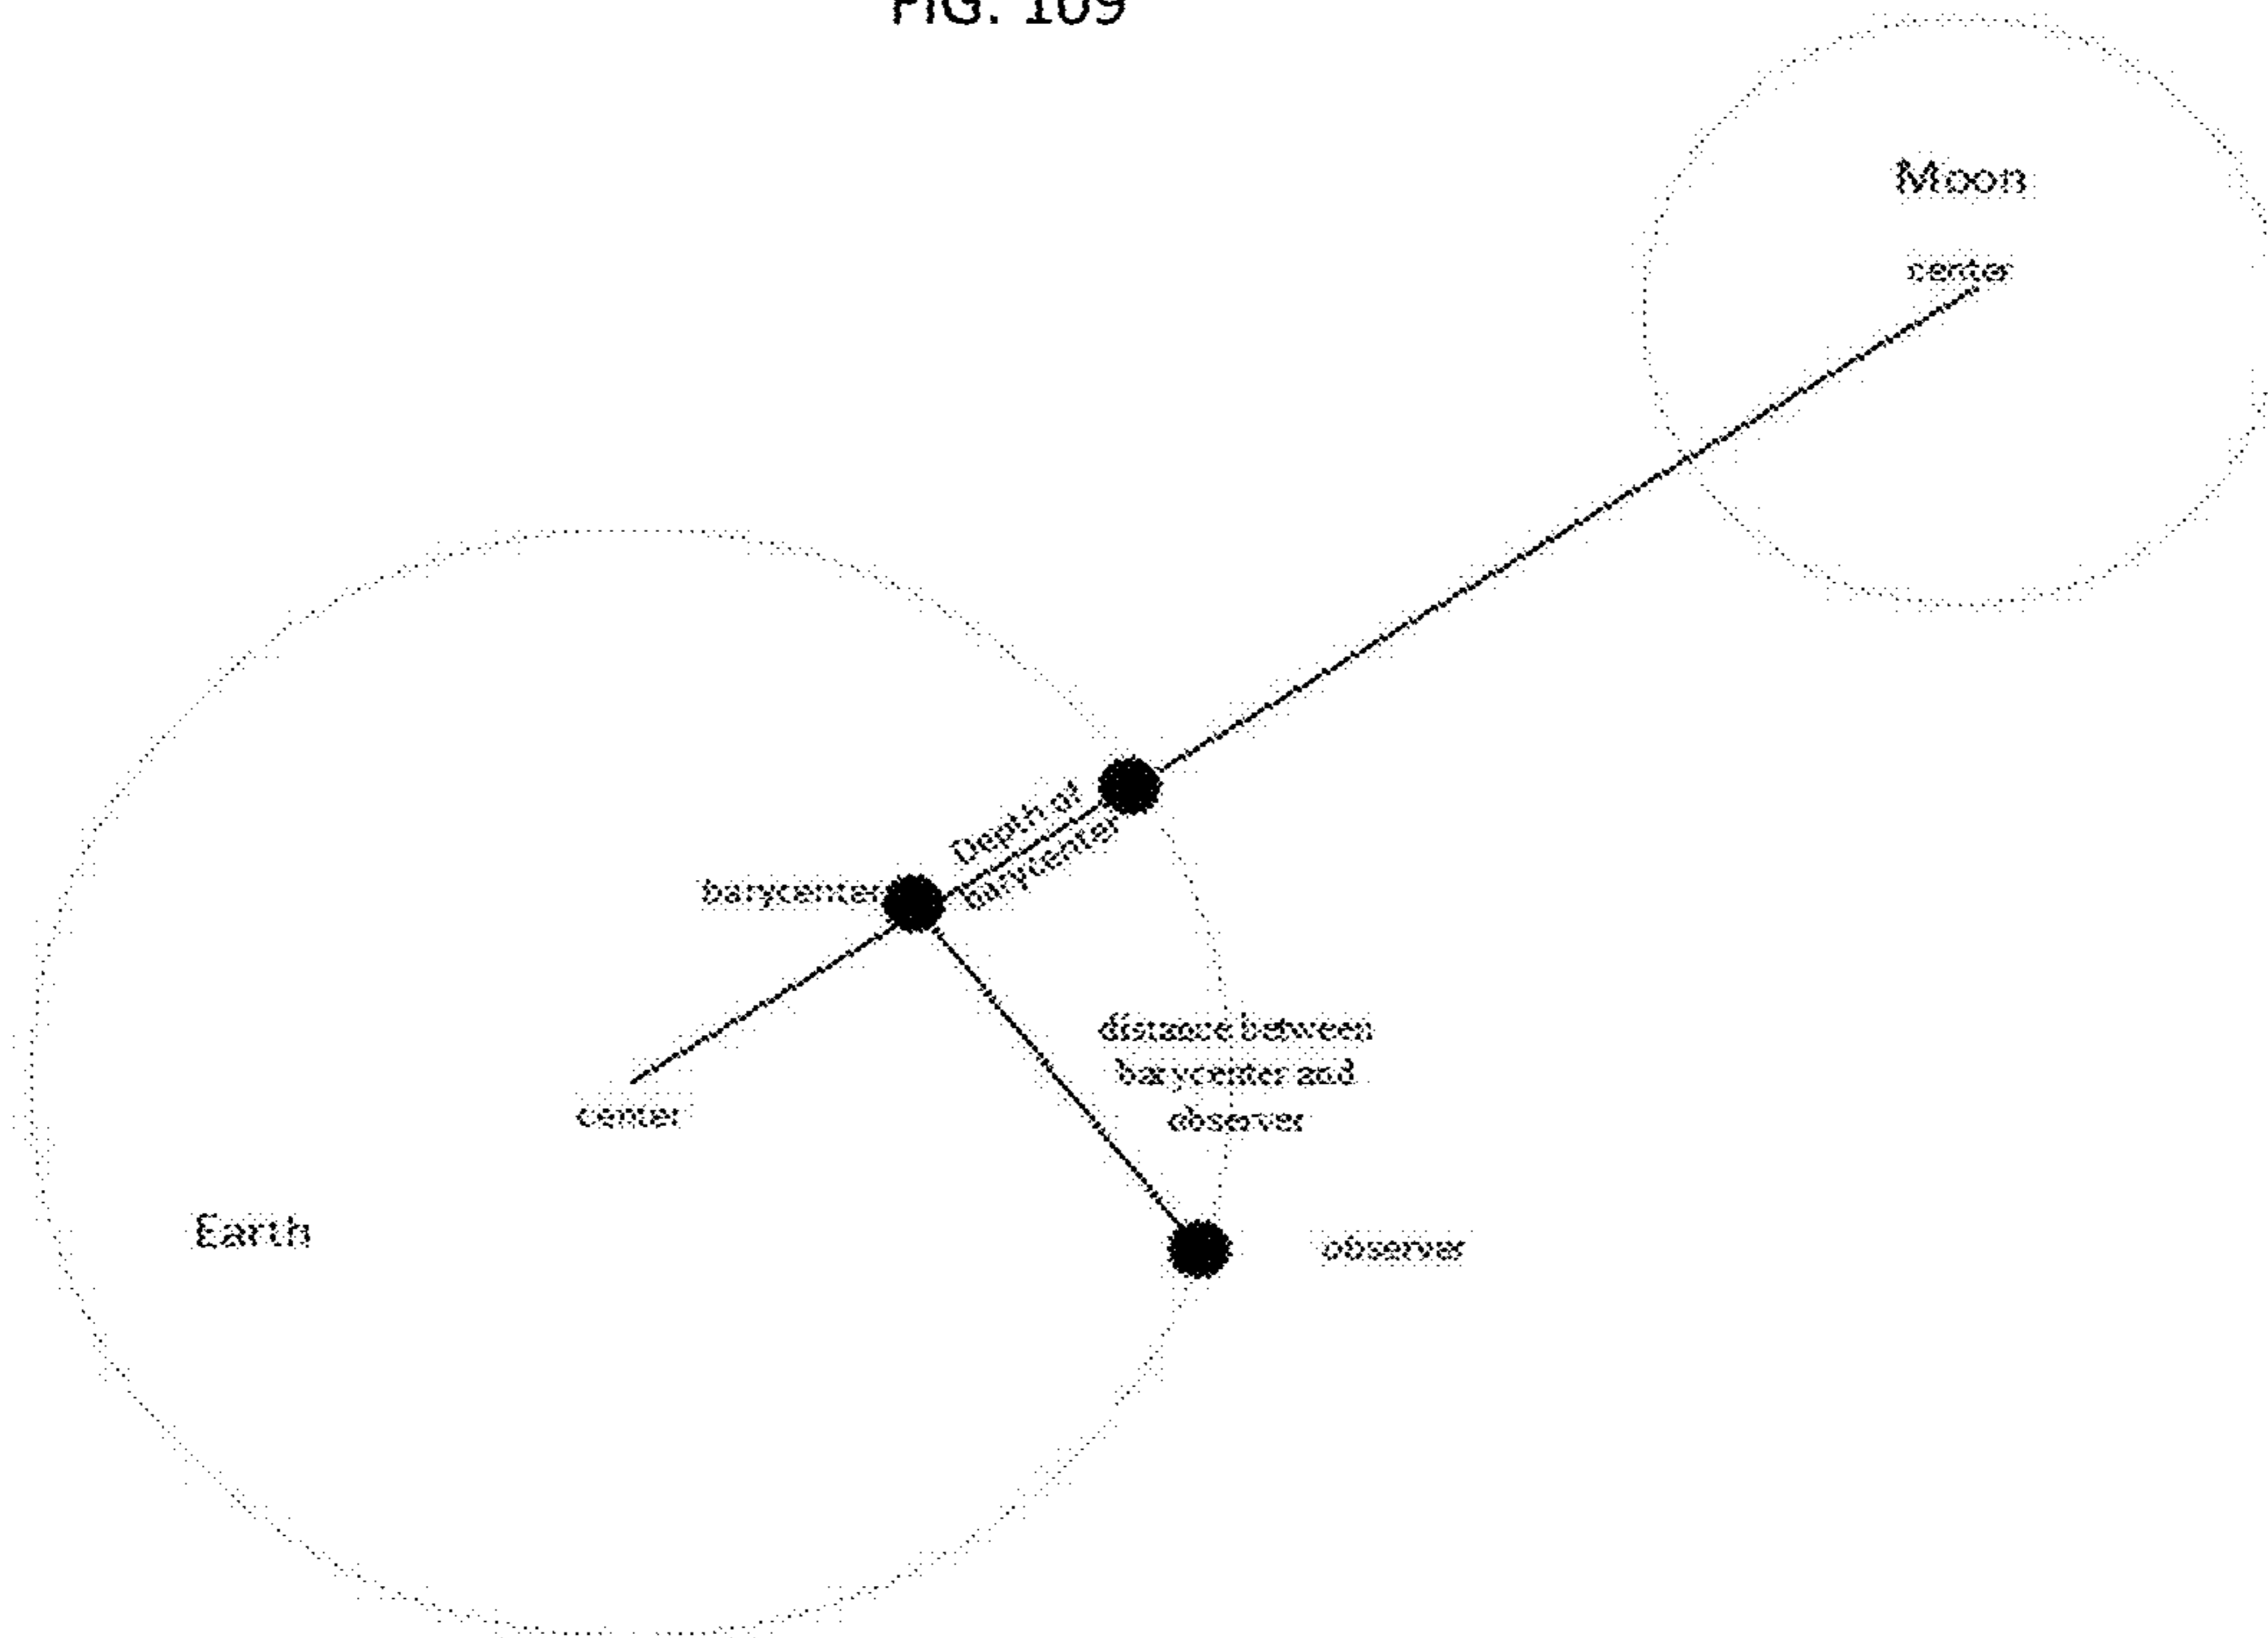 FIG. 109
Moon
center
Depth of
barycenter
barycenter
distance between
barycenter and
observer
center
Earth
observer